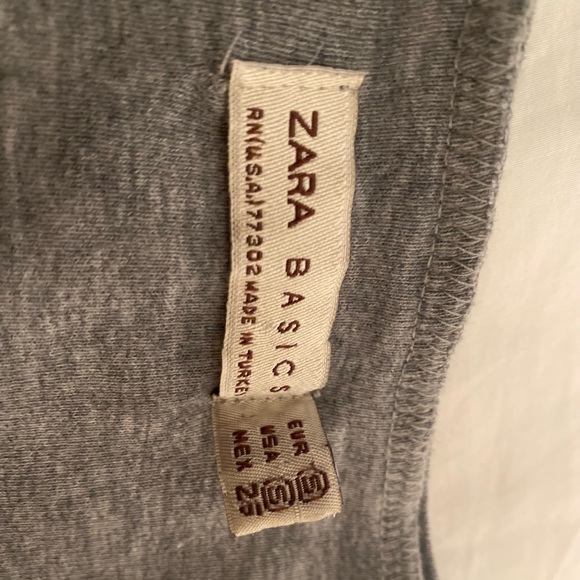 ZARA BASICS
RN(U.S.A.)77302 MADE IN TURKEY
EUR S
USA S
MEX 26